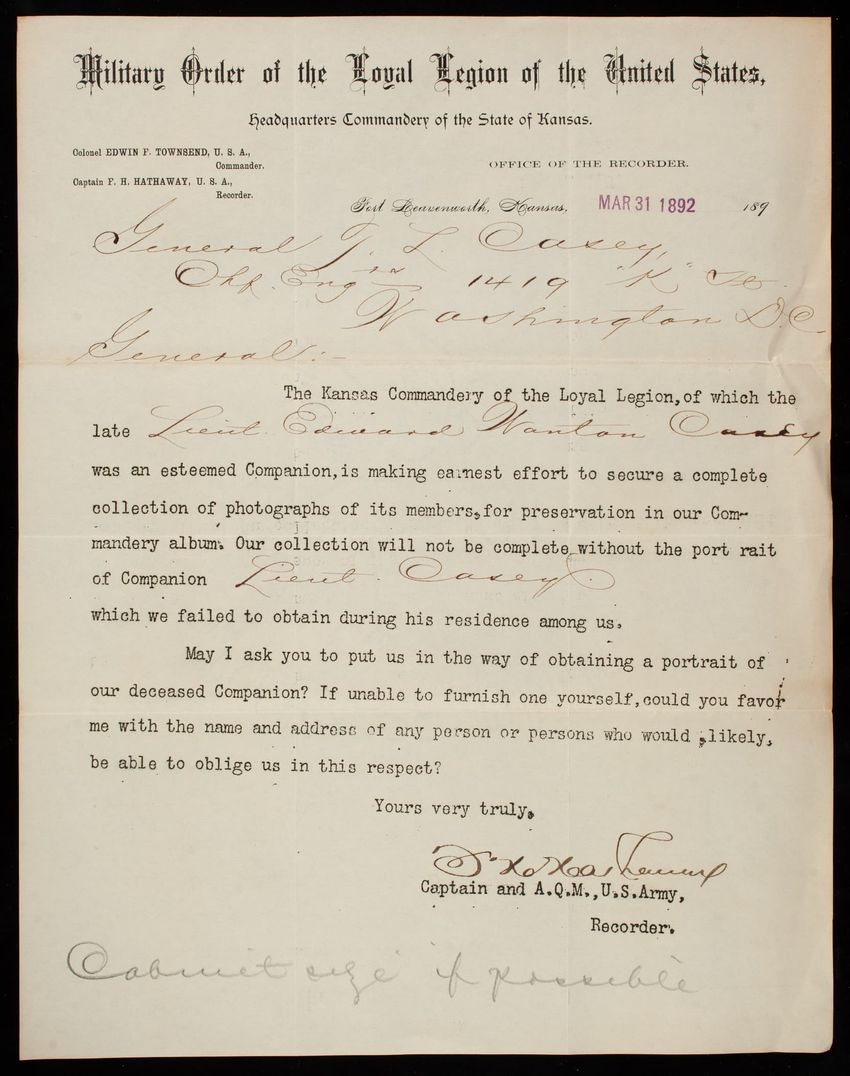 Military Order of the Loyal Legion of the United States,
Headquarters Commandery of the State of Kansas.
Colonel EDWIN F. TOWNSEND, U. S. A.,
Commander.
Captain F. H. HATHAWAY, U. S. A.,
Recorder.
OFFICE OF THE RECORDER.
Fort Leavenworth, Kansas, MAR 31 1892 189
General T. L. Casey,
Chf. Engrs 1419 "K" St.
Washington D.C.
General:-
The Kansas Commandery of the Loyal Legion, of which the
late Lieut. Edward Wanton Casey
was an esteemed Companion, is making earnest effort to secure a complete
collection of photographs of its members, for preservation in our Com-
mandery album. Our collection will not be complete without the port rait
of Companion Lieut. Casey.
which we failed to obtain during his residence among us.
May I ask you to put us in the way of obtaining a portrait of
our deceased Companion? If unable to furnish one yourself, could you favor
me with the name and address of any person or persons who would , likely,
be able to oblige us in this respect?
Yours very truly,
F. H. Hathaway
Captain and A.Q.M., U.S. Army,
Recorder.
Cabinet size if possible